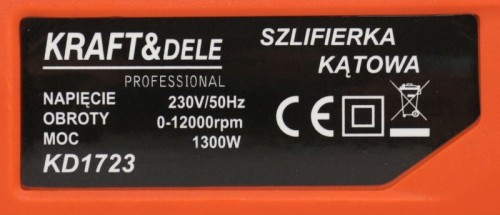 KRAFT&DELE
PROFESSIONAL
SZLIFIERKA
KĄTOWA
NAPIĘCIE 230V/50Hz
OBROTY 0-12000rpm
MOC 1300W
KD1723
CE